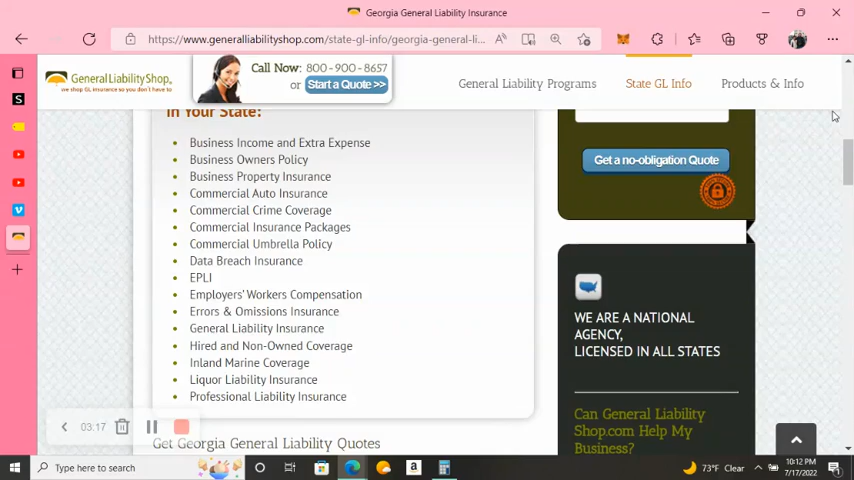 Georgia General Liability Insurance
https://www.generalliabilityshop.com/state-gl-info/georgia-general-li...
GeneralLiabilityShop.
we shop GL insurance so you don't have to
Call Now: 800-900-8657
or Start a Quote >>
General Liability Programs
State GL Info
Products & Info
In Your State:
Business Income and Extra Expense
Business Owners Policy
Business Property Insurance
Commercial Auto Insurance
Commercial Crime Coverage
Commercial Insurance Packages
Commercial Umbrella Policy
Data Breach Insurance
EPLI
Employers' Workers Compensation
Errors & Omissions Insurance
General Liability Insurance
Hired and Non-Owned Coverage
Inland Marine Coverage
Liquor Liability Insurance
Professional Liability Insurance
Get Georgia General Liability Quotes
Get a no-obligation Quote
WE ARE A NATIONAL
AGENCY,
LICENSED IN ALL STATES
Can General Liability
Shop.com Help My
Business?
03:17
Type here to search
73°F Clear
10:12 PM
7/17/2022